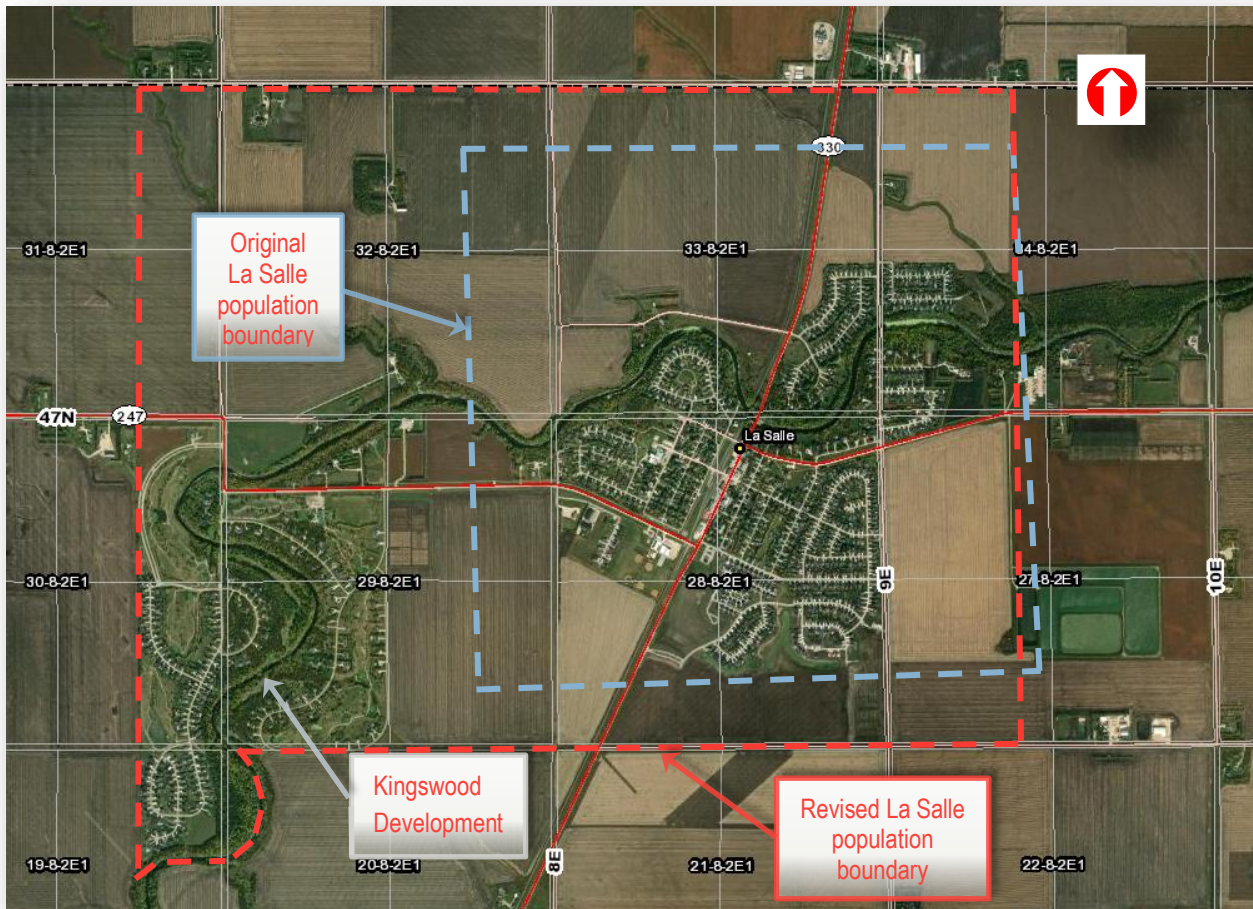 330
Original
La Salle
population
boundary
31-8-2E1
32-8-2E1
33-8-2E1
34-8-2E1
47N
247
La Salle
30-8-2E1
29-8-2E1
28-8-2E1
9E
27-8-2E1
10E
Kingswood
Development
Revised La Salle
population
boundary
19-8-2E1
20-8-2E1
8E
21-8-2E1
22-8-2E1